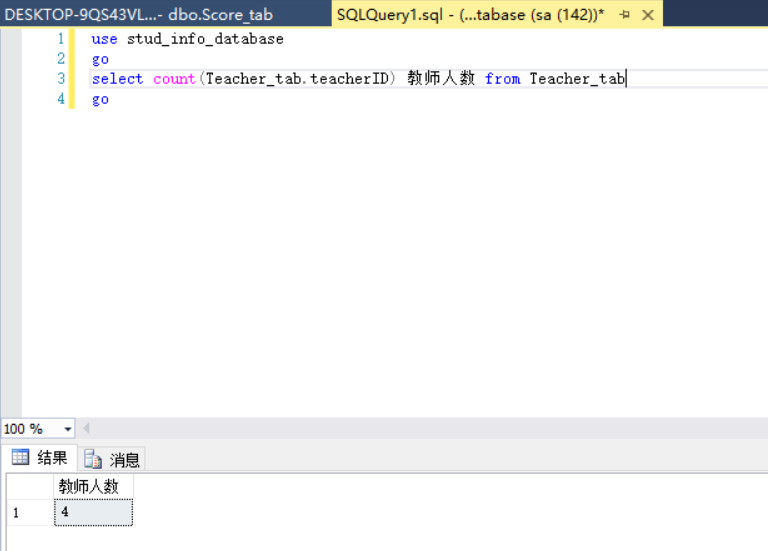 DESKTOP-9QS43VL...- dbo.Score_tab
SQLQuery1.sql - (...tabase (sa (142))*
1 use stud_info_database
2 go
3 select count(Teacher_tab.teacherID) 教师人数 from Teacher_tab
4 go
100 %
结果 消息
教师人数
1 4